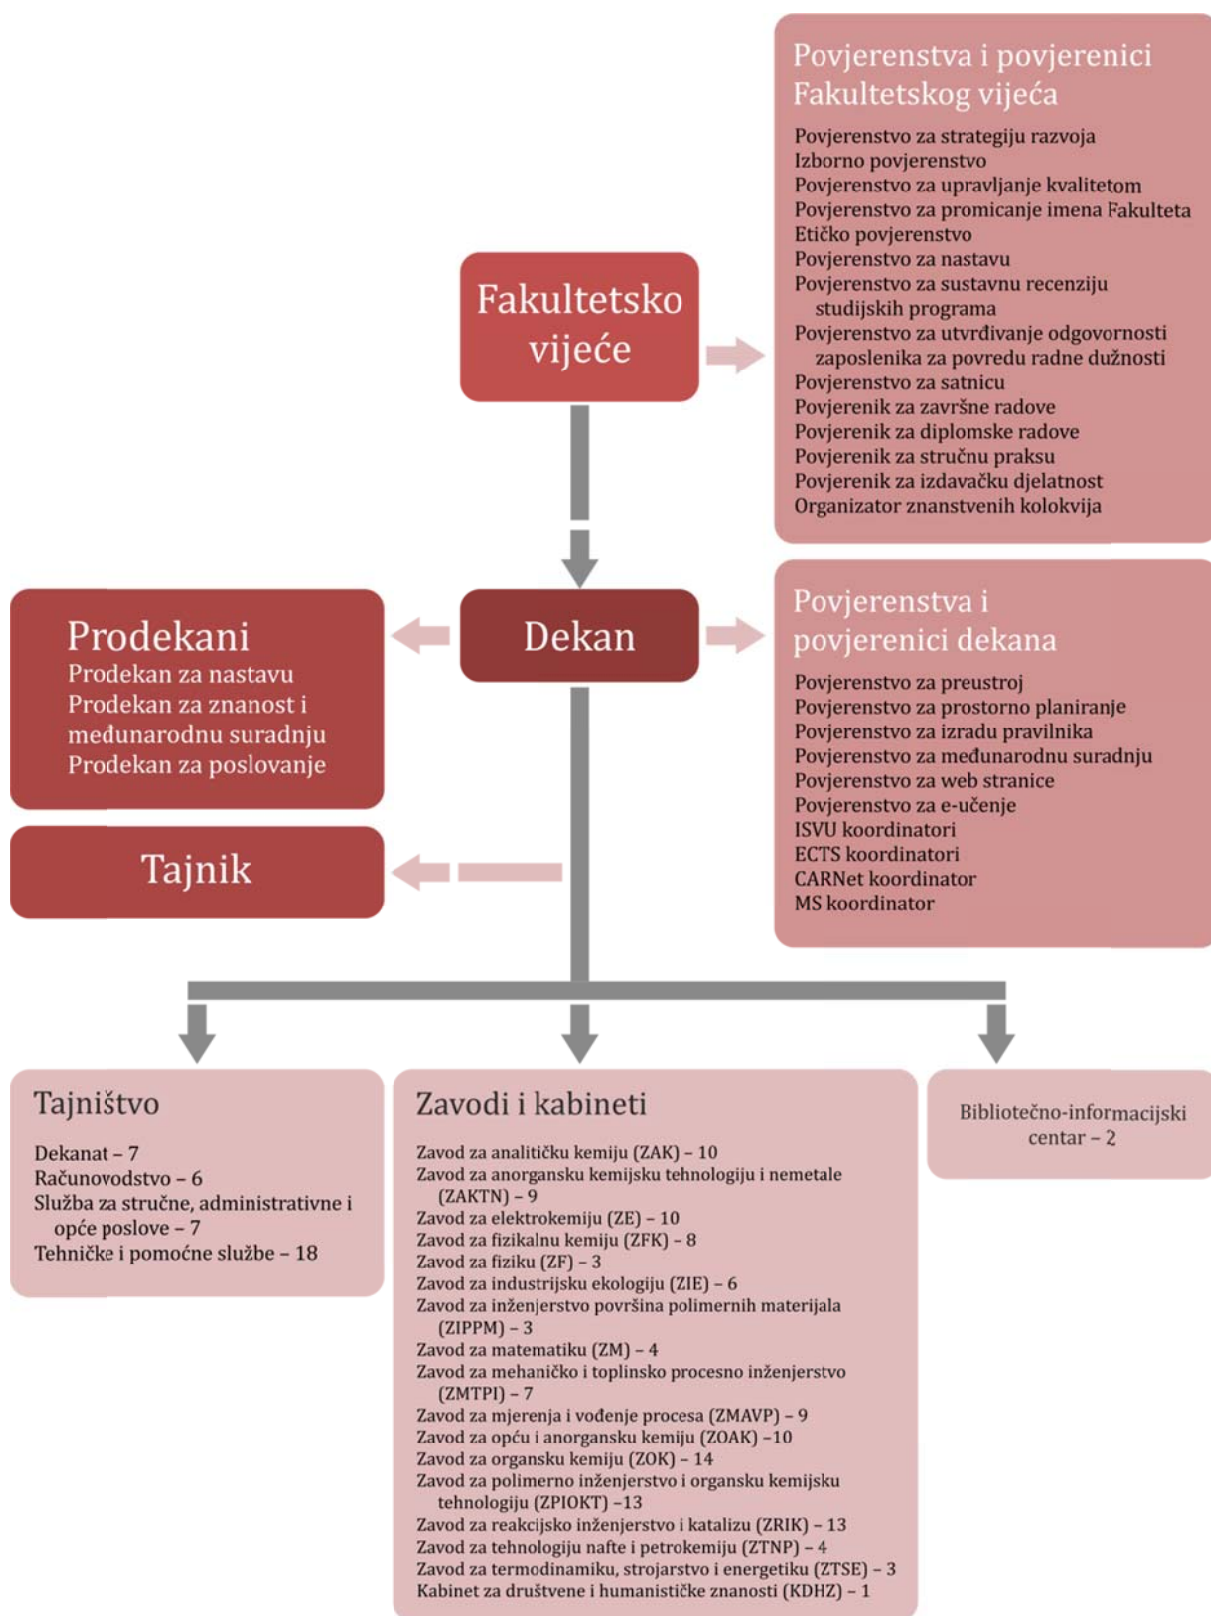 Povjerenstva i povjerenici
Fakultetskog vijeća
Povjerenstvo za strategiju razvoja
Izborno povjerenstvo
Povjerenstvo za upravljanje kvalitetom
Povjerenstvo za promicanje imena Fakulteta
Etičko povjerenstvo
Povjerenstvo za nastavu
Povjerenstvo za sustavnu recenziju
studijskih programa
Povjerenstvo za utvrđivanje odgovornosti
zaposlenika za povredu radne dužnosti
Povjerenstvo za satnicu
Povjerenik za završne radove
Povjerenik za diplomske radove
Povjerenik za stručnu praksu
Povjerenik za izdavačku djelatnost
Organizator znanstvenih kolokvija
Fakultetsko
vijeće
Prodekani
Prodekan za nastavu
Prodekan za znanost i
međunarodnu suradnju
Prodekan za poslovanje
Dekan
Povjerenstva i
povjerenici dekana
Povjerenstvo za preustroj
Povjerenstvo za prostorno planiranje
Povjerenstvo za izradu pravilnika
Povjerenstvo za međunarodnu suradnju
Povjerenstvo za web stranice
Povjerenstvo za e-učenje
ISVU koordinatori
ECTS koordinatori
CARNet koordinator
MS koordinator
Tajnik
Tajništvo
Dekanat – 7
Računovodstvo – 6
Služba za stručne, administrativne i
opće poslove – 7
Tehničke i pomoćne službe – 18
Zavodi i kabineti
Zavod za analitičku kemiju (ZAK) – 10
Zavod za anorgansku kemijsku tehnologiju i nemetale
(ZAKTN) – 9
Zavod za elektrokemiju (ZE) – 10
Zavod za fizikalnu kemiju (ZFK) – 8
Zavod za fiziku (ZF) – 3
Zavod za industrijsku ekologiju (ZIE) – 6
Zavod za inženjerstvo površina polimernih materijala
(ZIPPM) – 3
Zavod za matematiku (ZM) – 4
Zavod za mehaničko i toplinsko procesno inženjerstvo
(ZMTPI) – 7
Zavod za mjerenja i vođenje procesa (ZMAVP) – 9
Zavod za opću i anorgansku kemiju (ZOAK) –10
Zavod za organsku kemiju (ZOK) – 14
Zavod za polimerno inženjerstvo i organsku kemijsku
tehnologiju (ZPIOKT) –13
Zavod za reakcijsko inženjerstvo i katalizu (ZRIK) – 13
Zavod za tehnologiju nafte i petrokemiju (ZTNP) – 4
Zavod za termodinamiku, strojarstvo i energetiku (ZTSE) – 3
Kabinet za društvene i humanističke znanosti (KDHZ) – 1
Bibliotečno-informacijski
centar – 2